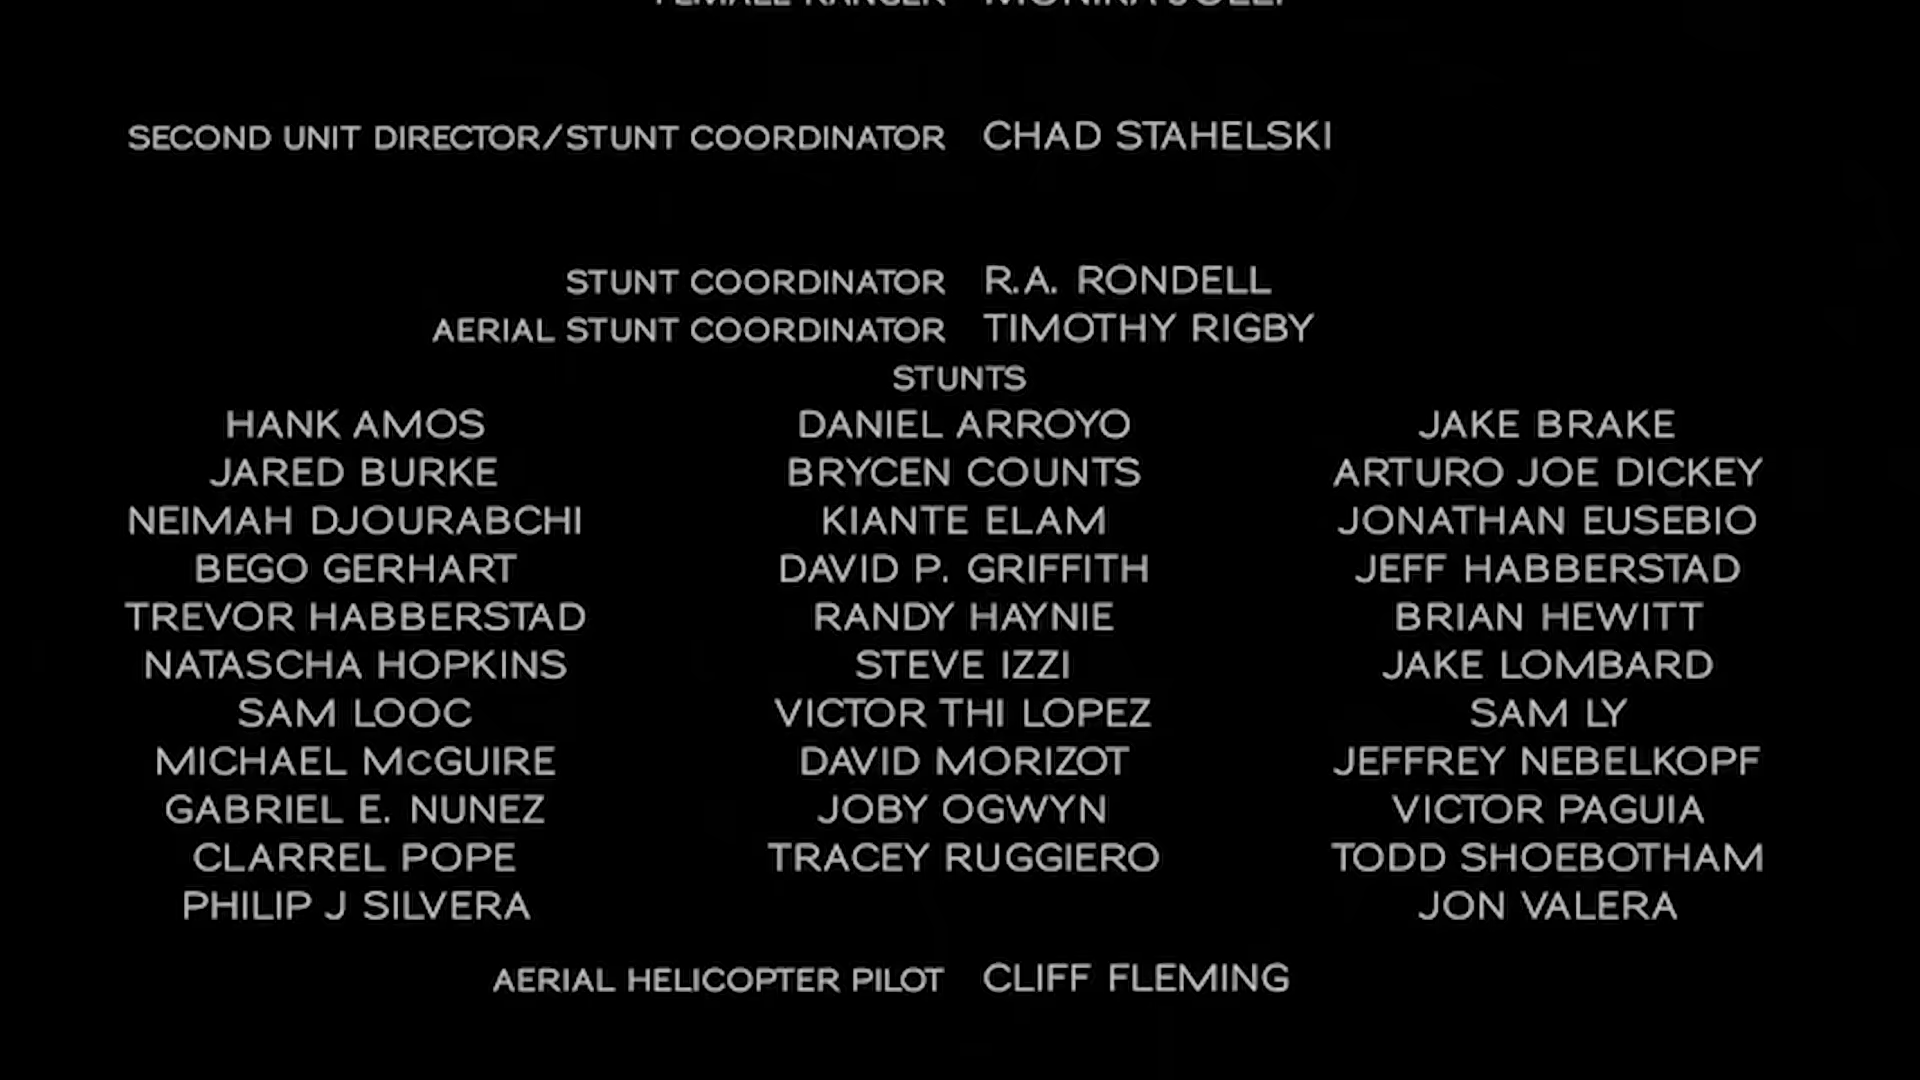 FEMALE RANGER MONIKA JOLLY
SECOND UNIT DIRECTOR/STUNT COORDINATOR CHAD STAHELSKI
STUNT COORDINATOR R.A. RONDELL
AERIAL STUNT COORDINATOR TIMOTHY RIGBY
STUNTS
HANK AMOS DANIEL ARROYO JAKE BRAKE
JARED BURKE BRYCEN COUNTS ARTURO JOE DICKEY
NEIMAH DJOURABCHI KIANTE ELAM JONATHAN EUSEBIO
BEGO GERHART DAVID P. GRIFFITH JEFF HABBERSTAD
TREVOR HABBERSTAD RANDY HAYNIE BRIAN HEWITT
NATASCHA HOPKINS STEVE IZZI JAKE LOMBARD
SAM LOOC VICTOR THI LOPEZ SAM LY
MICHAEL McGUIRE DAVID MORIZOT JEFFREY NEBELKOPF
GABRIEL E. NUNEZ JOBY OGWYN VICTOR PAGUIA
CLARREL POPE TRACEY RUGGIERO TODD SHOEBOTHAM
PHILIP J SILVERA JON VALERA
AERIAL HELICOPTER PILOT CLIFF FLEMING